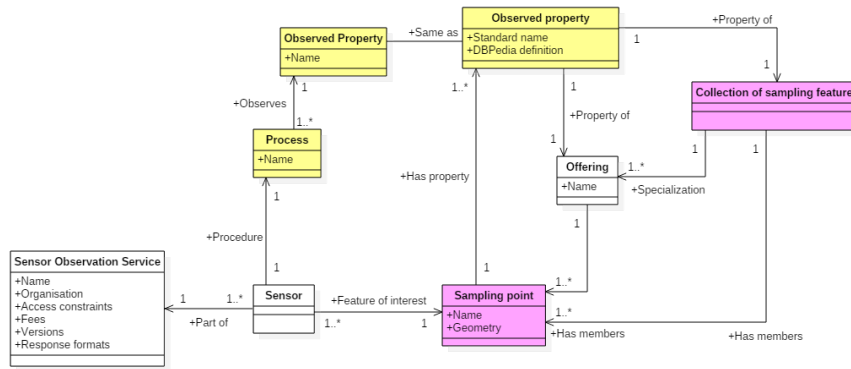 Observed property
+Standard name
+DBPedia definition
+Property of
1
1
Observed Property
+Name
+Same as
1
1..*
1
+Observes
1..*
+Property of
1
Collection of sampling feature
Process
+Name
1
1
1
Offering
+Name
1..*
+Specialization
+Has property
1
+Procedure
1
1
1
1..*
Sensor Observation Service
+Name
+Organisation
+Access constraints
+Fees
+Versions
+Response formats
1
1..*
+Part of
Sensor
+Feature of interest
1..*
1
Sampling point
+Name
+Geometry
1..*
+Has members
+Has members